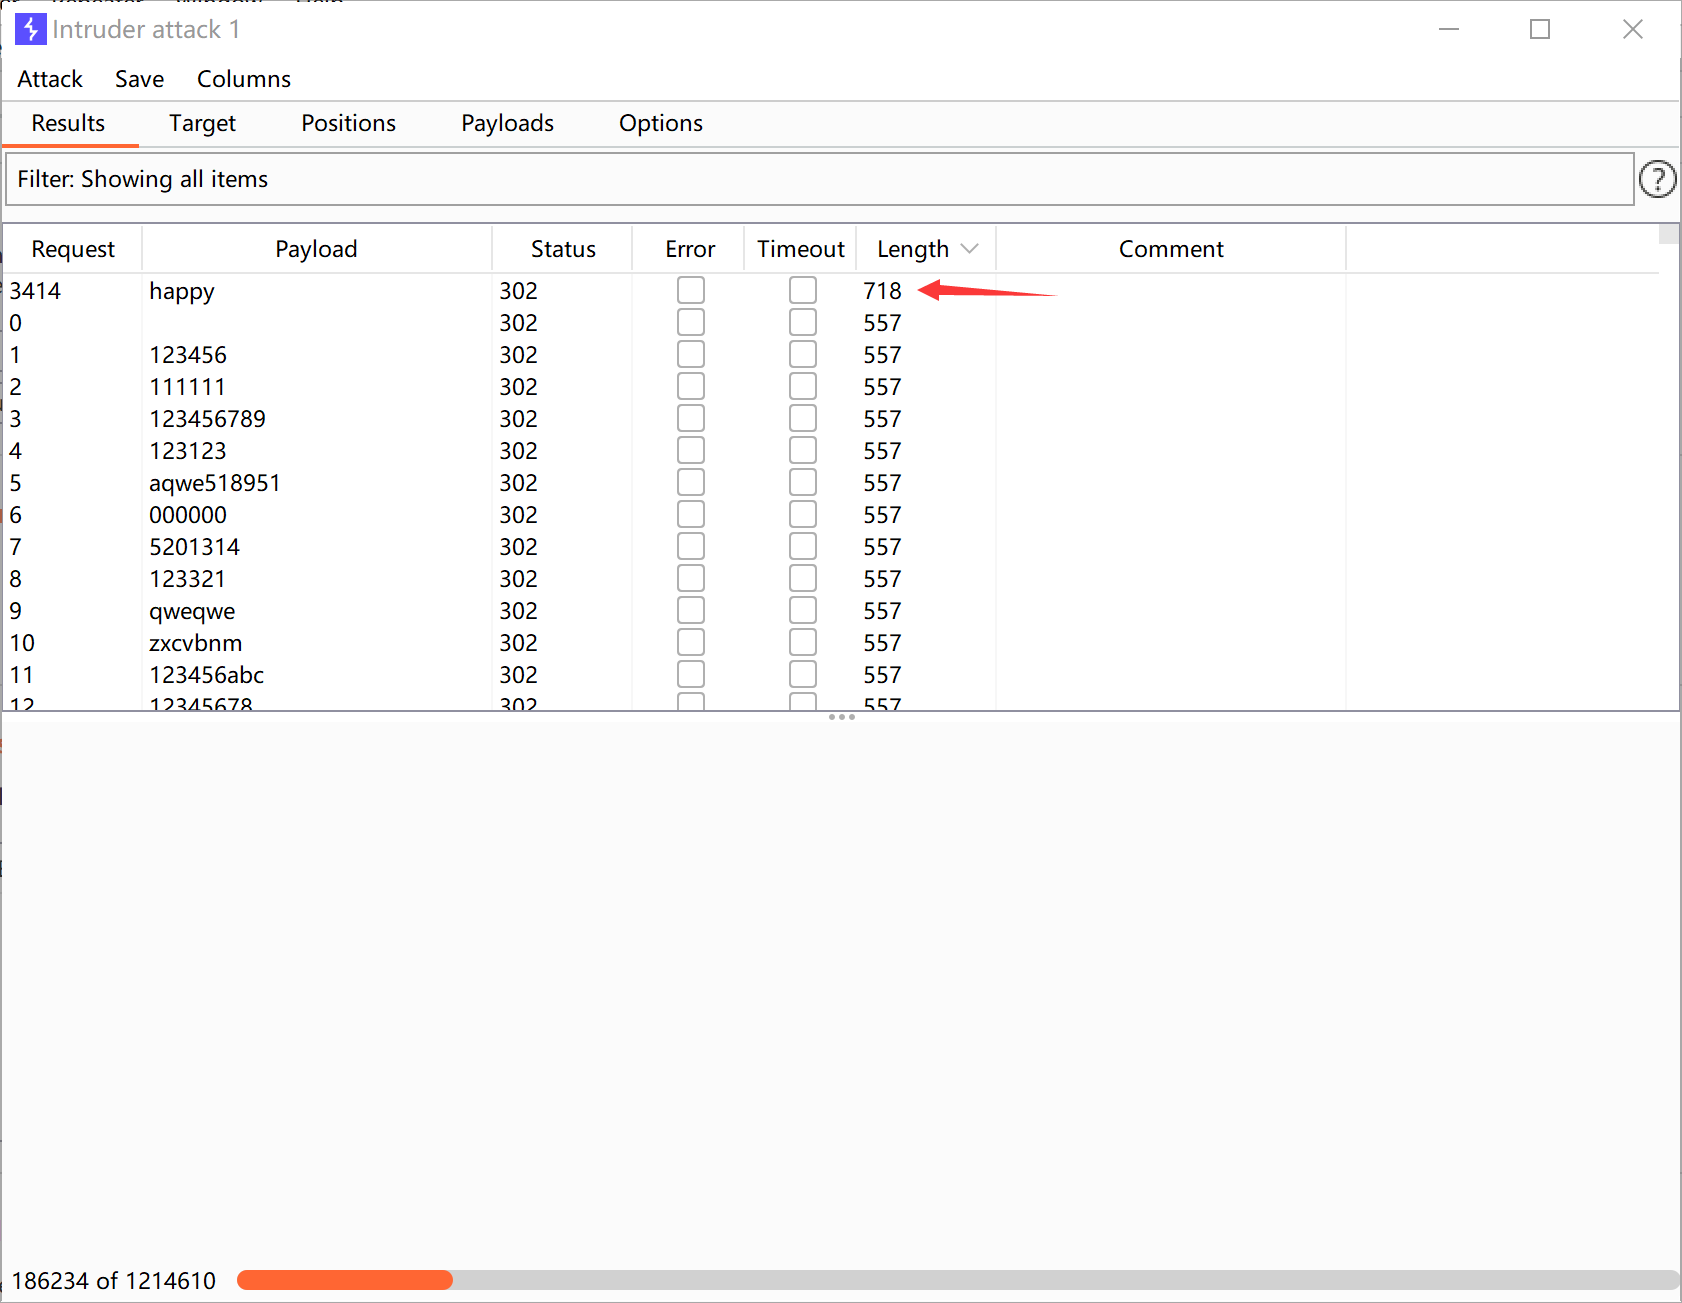 Intruder attack 1
Attack Save Columns
Results Target Positions Payloads Options
Filter: Showing all items
?
Request Payload Status Error Timeout Length Comment
3414 happy 302 718
0 302 557
1 123456 302 557
2 111111 302 557
3 123456789 302 557
4 123123 302 557
5 aqwe518951 302 557
6 000000 302 557
7 5201314 302 557
8 123321 302 557
9 qweqwe 302 557
10 zxcvbnm 302 557
11 123456abc 302 557
12 12345678 302 557
186234 of 1214610